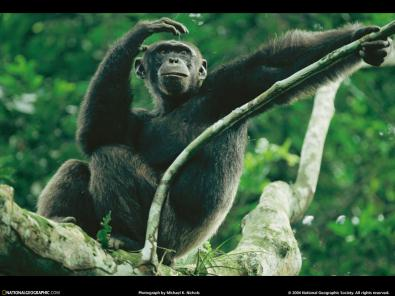 NATIONALGEOGRAPHIC.COM
Photograph by Michael K. Nichols
© 2004 National Geographic Society. All rights reserved.